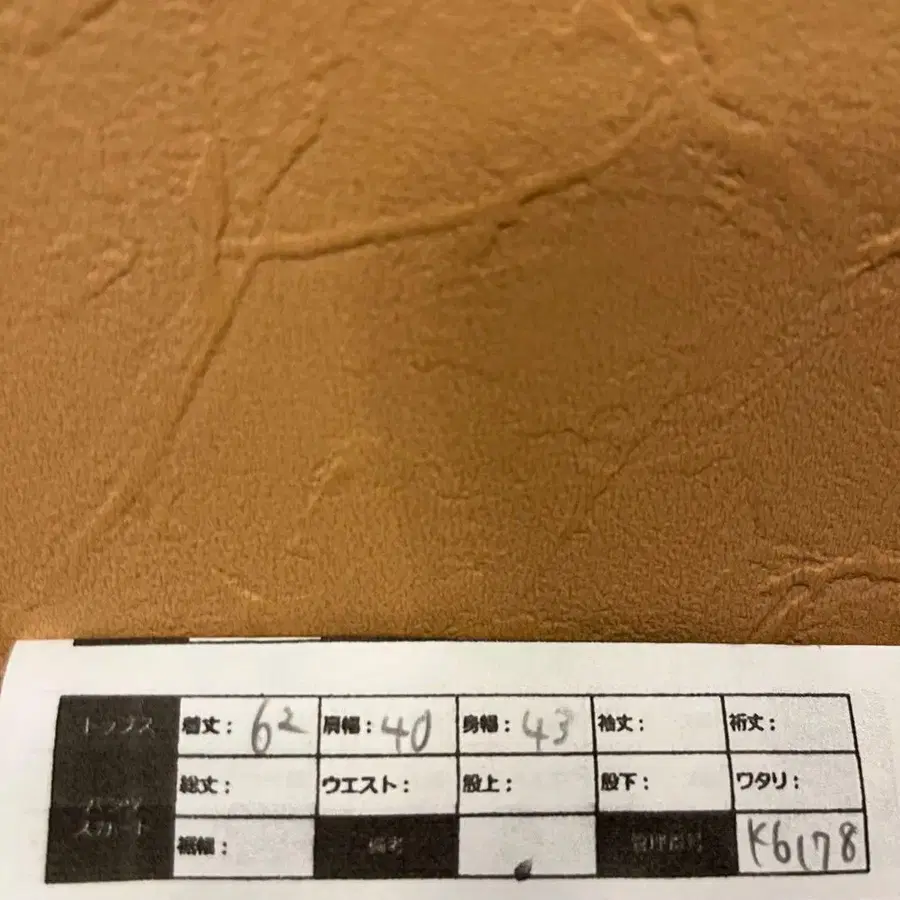 トップス 着丈: 62 肩幅: 40 身幅: 43 袖丈: 裄丈:
パンツ 総丈: ウエスト: 股上: 股下: ワタリ:
スカート 裾幅: 備考 管理番号 K6178